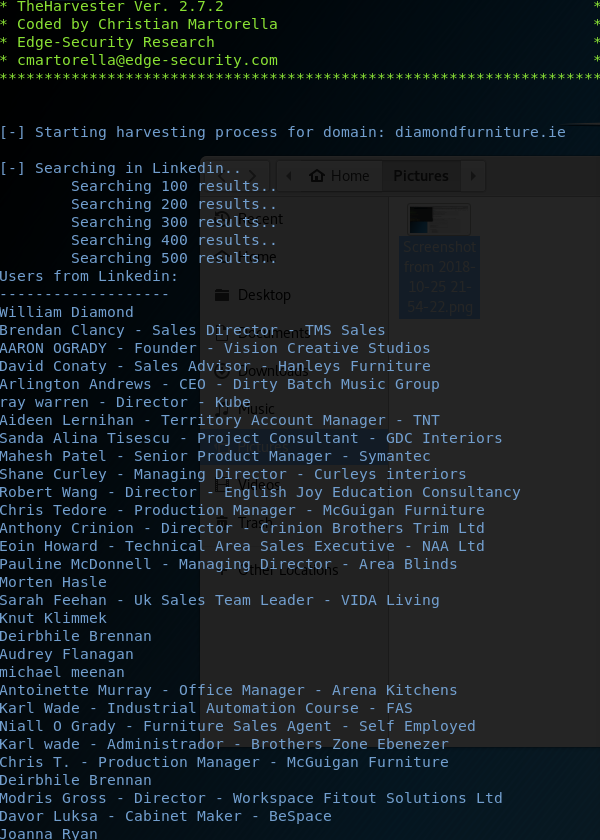 * TheHarvester Ver. 2.7.2 *
* Coded by Christian Martorella *
* Edge-Security Research *
* cmartorella@edge-security.com *
*******************************************************************
[-] Starting harvesting process for domain: diamondfurniture.ie
[-] Searching in Linkedin..
Searching 100 results..
Searching 200 results..
Searching 300 results..
Searching 400 results..
Searching 500 results..
Users from Linkedin:
-------------------
William Diamond
Brendan Clancy - Sales Director - TMS Sales
AARON OGRADY - Founder - Vision Creative Studios
David Conaty - Sales Advisor - Hanleys Furniture
Arlington Andrews - CEO - Dirty Batch Music Group
ray warren - Director - Kube
Aideen Lernihan - Territory Account Manager - TNT
Sanda Alina Tisescu - Project Consultant - GDC Interiors
Mahesh Patel - Senior Product Manager - Symantec
Shane Curley - Managing Director - Curleys interiors
Robert Wang - Director - English Joy Education Consultancy
Chris Tedore - Production Manager - McGuigan Furniture
Anthony Crinion - Director - Crinion Brothers Trim Ltd
Eoin Howard - Technical Area Sales Executive - NAA Ltd
Pauline McDonnell - Managing Director - Area Blinds
Morten Hasle
Sarah Feehan - Uk Sales Team Leader - VIDA Living
Knut Klimmek
Deirbhile Brennan
Audrey Flanagan
michael meenan
Antoinette Murray - Office Manager - Arena Kitchens
Karl Wade - Industrial Automation Course - FAS
Niall O Grady - Furniture Sales Agent - Self Employed
Karl wade - Administrador - Brothers Zone Ebenezer
Chris T. - Production Manager - McGuigan Furniture
Deirbhile Brennan
Modris Gross - Director - Workspace Fitout Solutions Ltd
Davor Luksa - Cabinet Maker - BeSpace
Joanna Ryan
Home
Pictures
Recent
Home
Desktop
Documents
Downloads
Music
Videos
Trash
Other Locations
Screenshot
from 2018-
10-25 21-
54-22.png